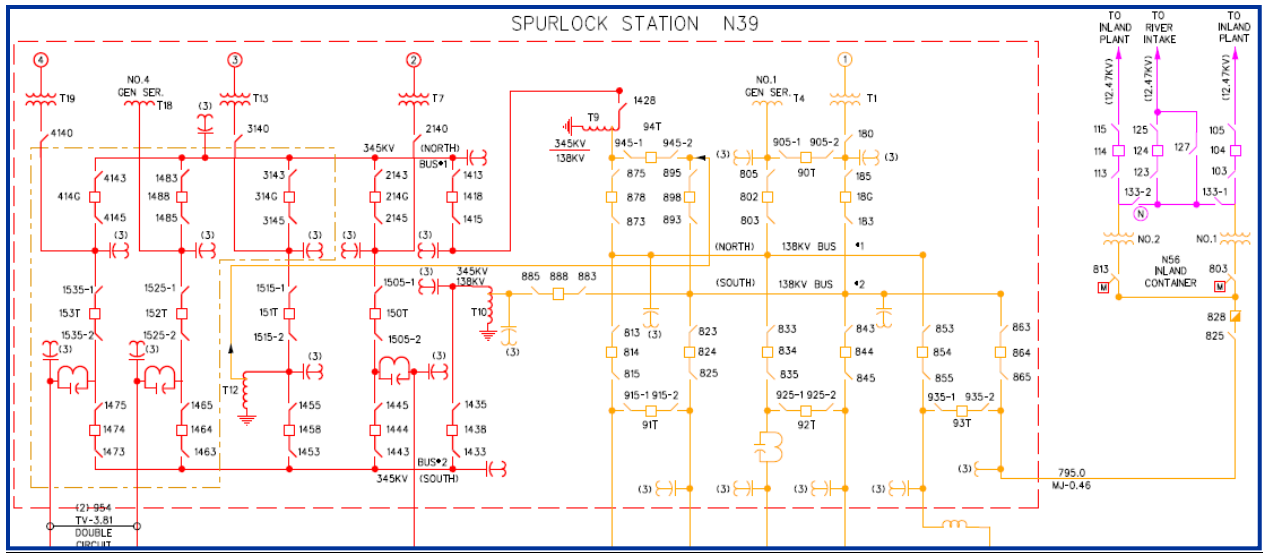 SPURLOCK STATION N39
TO INLAND PLANT
TO RIVER INTAKE
TO INLAND PLANT
(12.47KV)
(12.47KV)
(12.47KV)
4
3
2
1
NO.4
GEN SER.
NO.1
GEN SER.
T19
T18
(3)
T13
T7
T9
1428
94T
T4
T1
4140
3140
2140
345KV
(NORTH)
BUS#1
345KV
138KV
945-1
945-2
(3)
905-1
905-2
180
(3)
90T
115
114
113
125
124
123
127
105
104
103
133-2
133-1
N
4143
414G
4145
1483
1488
1485
3143
314G
3145
2143
214G
2145
1413
1418
1415
875
878
873
895
898
893
805
802
803
185
18G
183
(3)
(3)
(3)
(3)
(3)
(NORTH)
138KV BUS
#1
(SOUTH)
138KV BUS
#2
NO.2
NO.1
N56
INLAND
CONTAINER
813
M
803
M
828
825
1535-1
153T
1535-2
1525-1
152T
1525-2
1515-1
151T
1515-2
1505-1
150T
1505-2
(3)
345KV
138KV
T10
885
888
883
(3)
(3)
(3)
813
814
815
823
824
825
833
834
835
843
844
845
853
854
855
863
864
865
(3)
(3)
(3)
(3)
T12
915-1
915-2
91T
925-1
925-2
92T
935-1
935-2
93T
1475
1474
1473
1465
1464
1463
1455
1458
1453
1445
1444
1443
1435
1438
1433
BUS#2
345KV
(SOUTH)
(3)
(3)
(3)
(3)
(3)
795.0
MJ-0.46
(2) 954
TV-3.81
DOUBLE
CIRCUIT